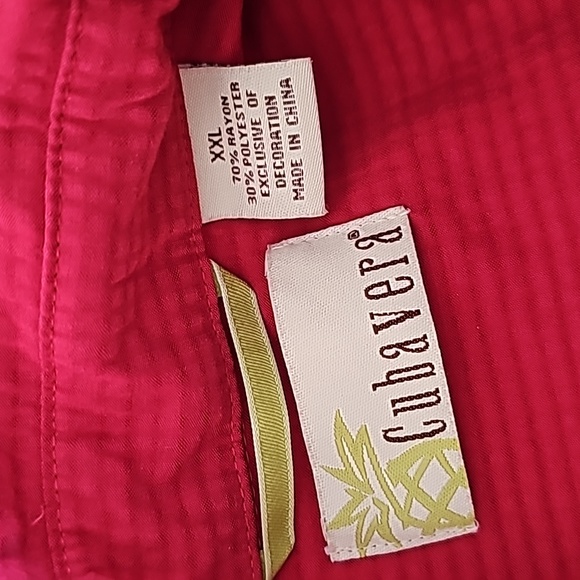 XXL
70% RAYON
30% POLYESTER
EXCLUSIVE OF
DECORATION
MADE IN CHINA
Cubavera®